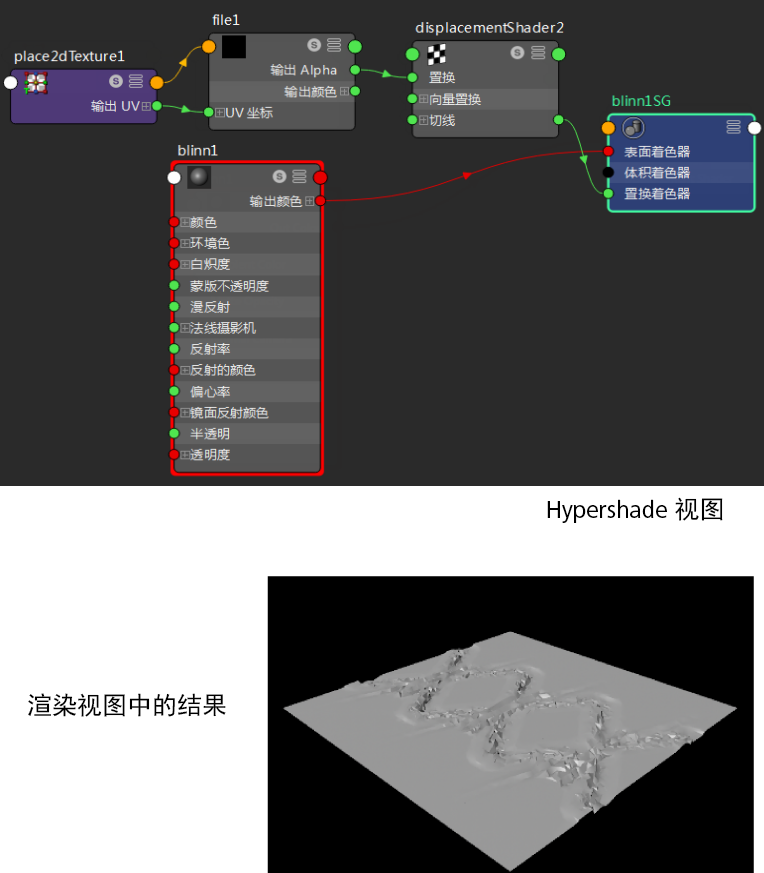 file1
displacementShader2
place2dTexture1
S
S
S
输出 Alpha
置换
输出颜色
向量置换
blinn1SG
输出 UV
UV 坐标
切线
blinn1
表面着色器
S
体积着色器
输出颜色
置换着色器
颜色
环境色
白炽度
蒙版不透明度
漫反射
法线摄影机
反射率
反射的颜色
偏心率
镜面反射颜色
半透明
透明度
Hypershade 视图
渲染视图中的结果